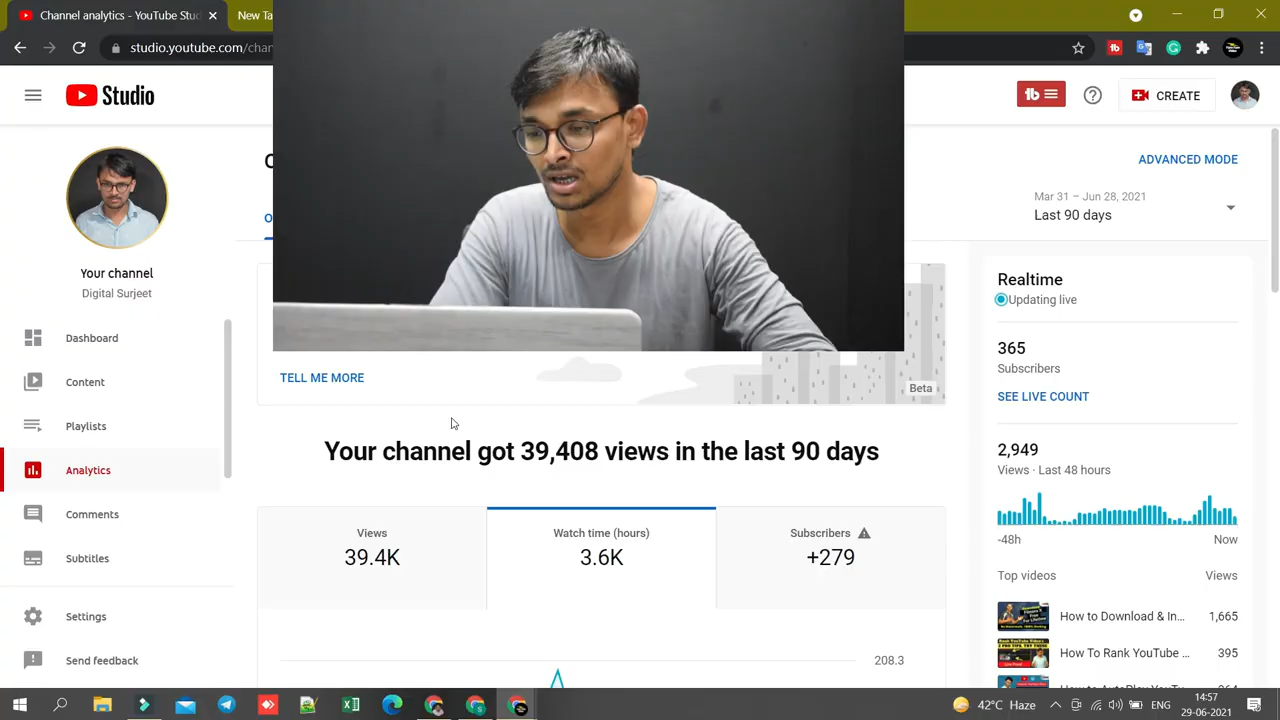 Channel analytics - YouTube St
New Ta
studio.youtube.com/chan
Studio
CREATE
ADVANCED MODE
Mar 31 – Jun 28, 2021
Last 90 days
Your channel
Digital Surjeet
Dashboard
Content
Playlists
Analytics
Comments
Subtitles
Settings
Send feedback
TELL ME MORE
Beta
Your channel got 39,408 views in the last 90 days
Views
39.4K
Watch time (hours)
3.6K
Subscribers
+279
208.3
Realtime
Updating live
365
Subscribers
SEE LIVE COUNT
2,949
Views · Last 48 hours
-48h Now
Top videos Views
How to Download & In... 1,665
How To Rank YouTube ... 395
42°C Haze
ENG
14:57
29-06-2021